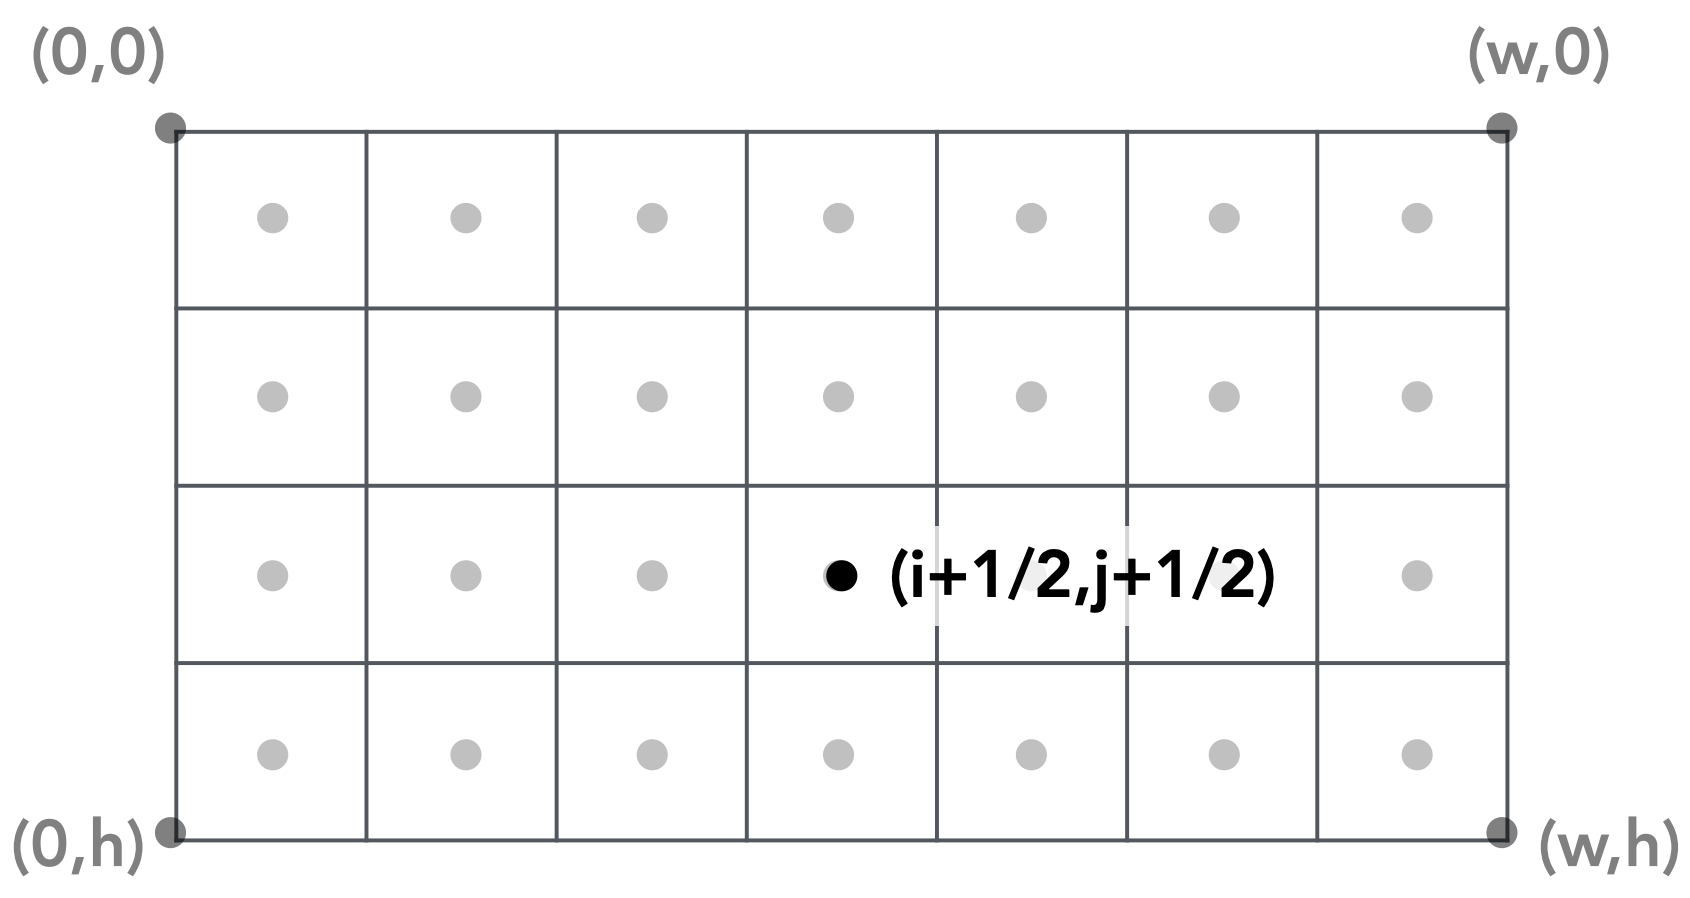 (0,0)
(w,0)
(i+1/2,j+1/2)
(0,h)
(w,h)